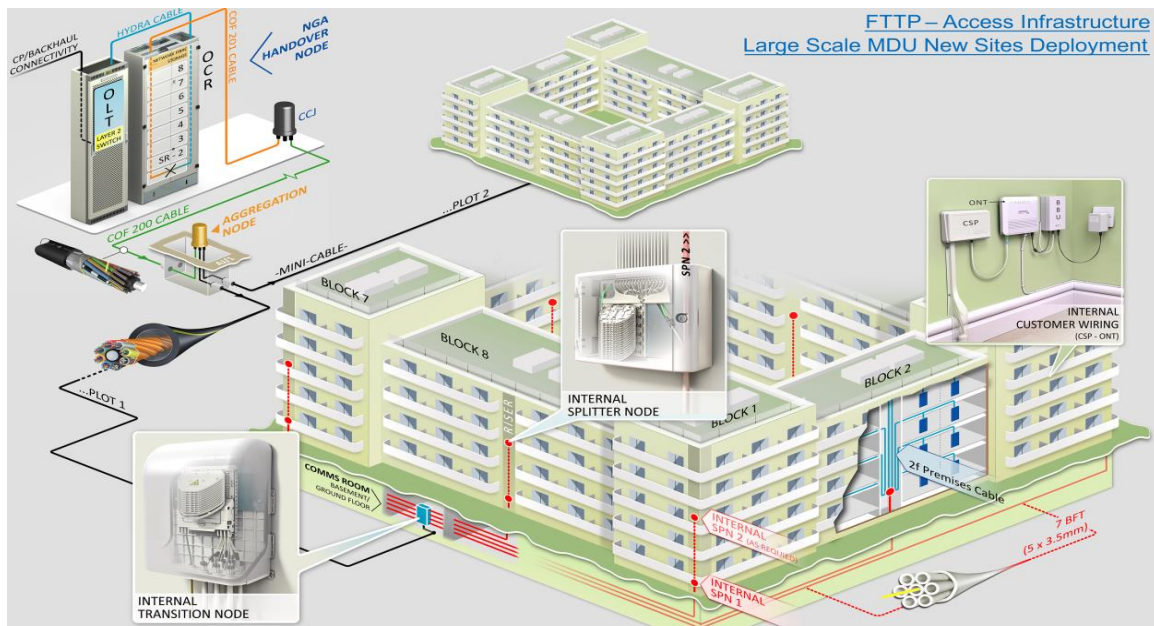 FTTP – Access Infrastructure
Large Scale MDU New Sites Deployment
CP/BACKHAUL
CONNECTIVITY
HYDRA CABLE
COF 201 CABLE
NGA
HANDOVER
NODE
OLT
LAYER 2
SWITCH
OCR
8
7
6
5
4
3
SR - 2
CCJ
COF 200 CABLE
AGGREGATION
NODE
-MINI-CABLE-
...PLOT 2
...PLOT 1
BLOCK 7
BLOCK 8
BLOCK 1
BLOCK 2
RISER
SPN 2 >>
INTERNAL
SPLITTER NODE
ONT
CSP
BBU
INTERNAL
CUSTOMER WIRING
(CSP - ONT)
COMMS ROOM
BASEMENT/
GROUND FLOOR
INTERNAL
TRANSITION NODE
2f Premises Cable
INTERNAL
SPN 2 (AS REQUIRED)
INTERNAL
SPN 1
7 BFT
(5 x 3.5mm)